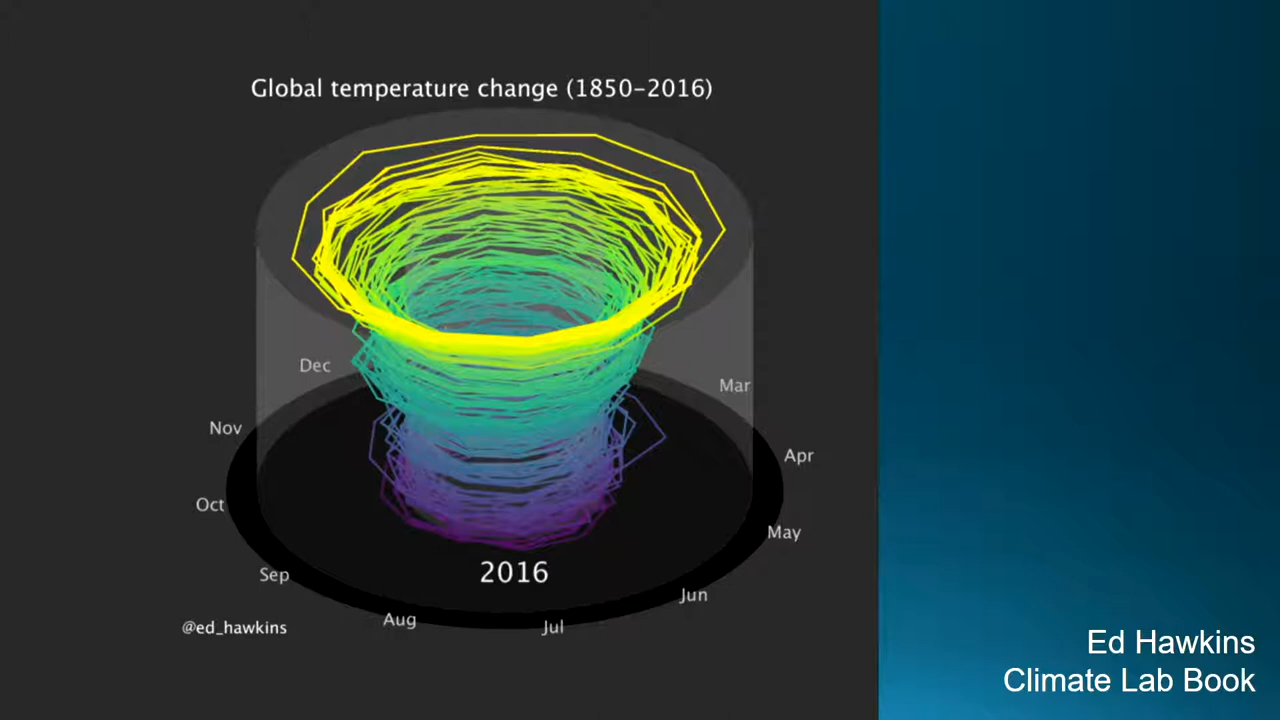 Global temperature change (1850-2016)
Dec
Mar
Nov
Apr
Oct
May
Sep
2016
Jun
Aug
Jul
@ed_hawkins
Ed Hawkins
Climate Lab Book